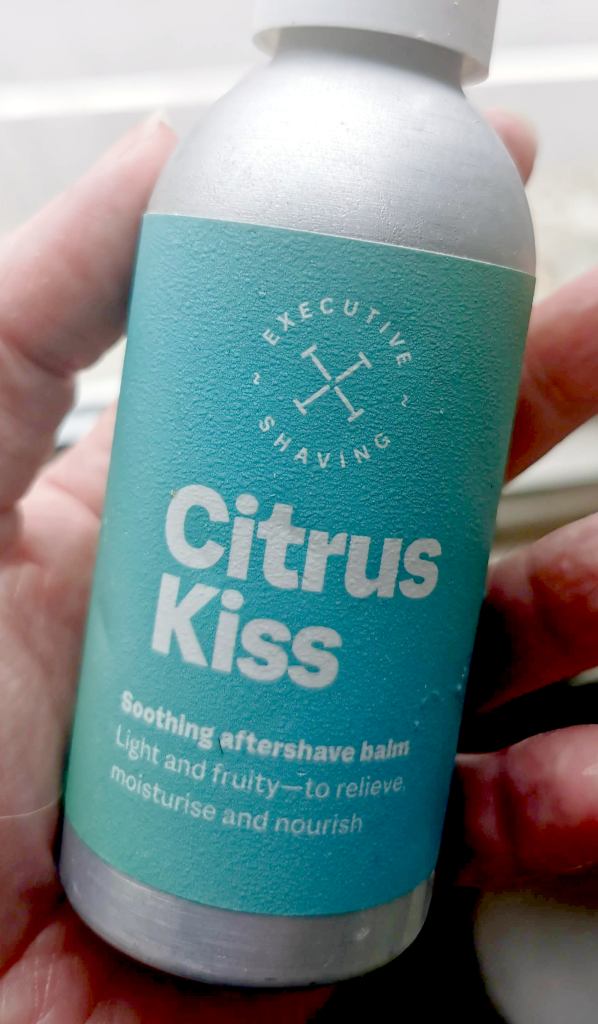 EXECUTIVE
~ ~
SHAVING
Citrus
Kiss
Soothing aftershave balm
Light and fruity—to relieve,
moisturise and nourish